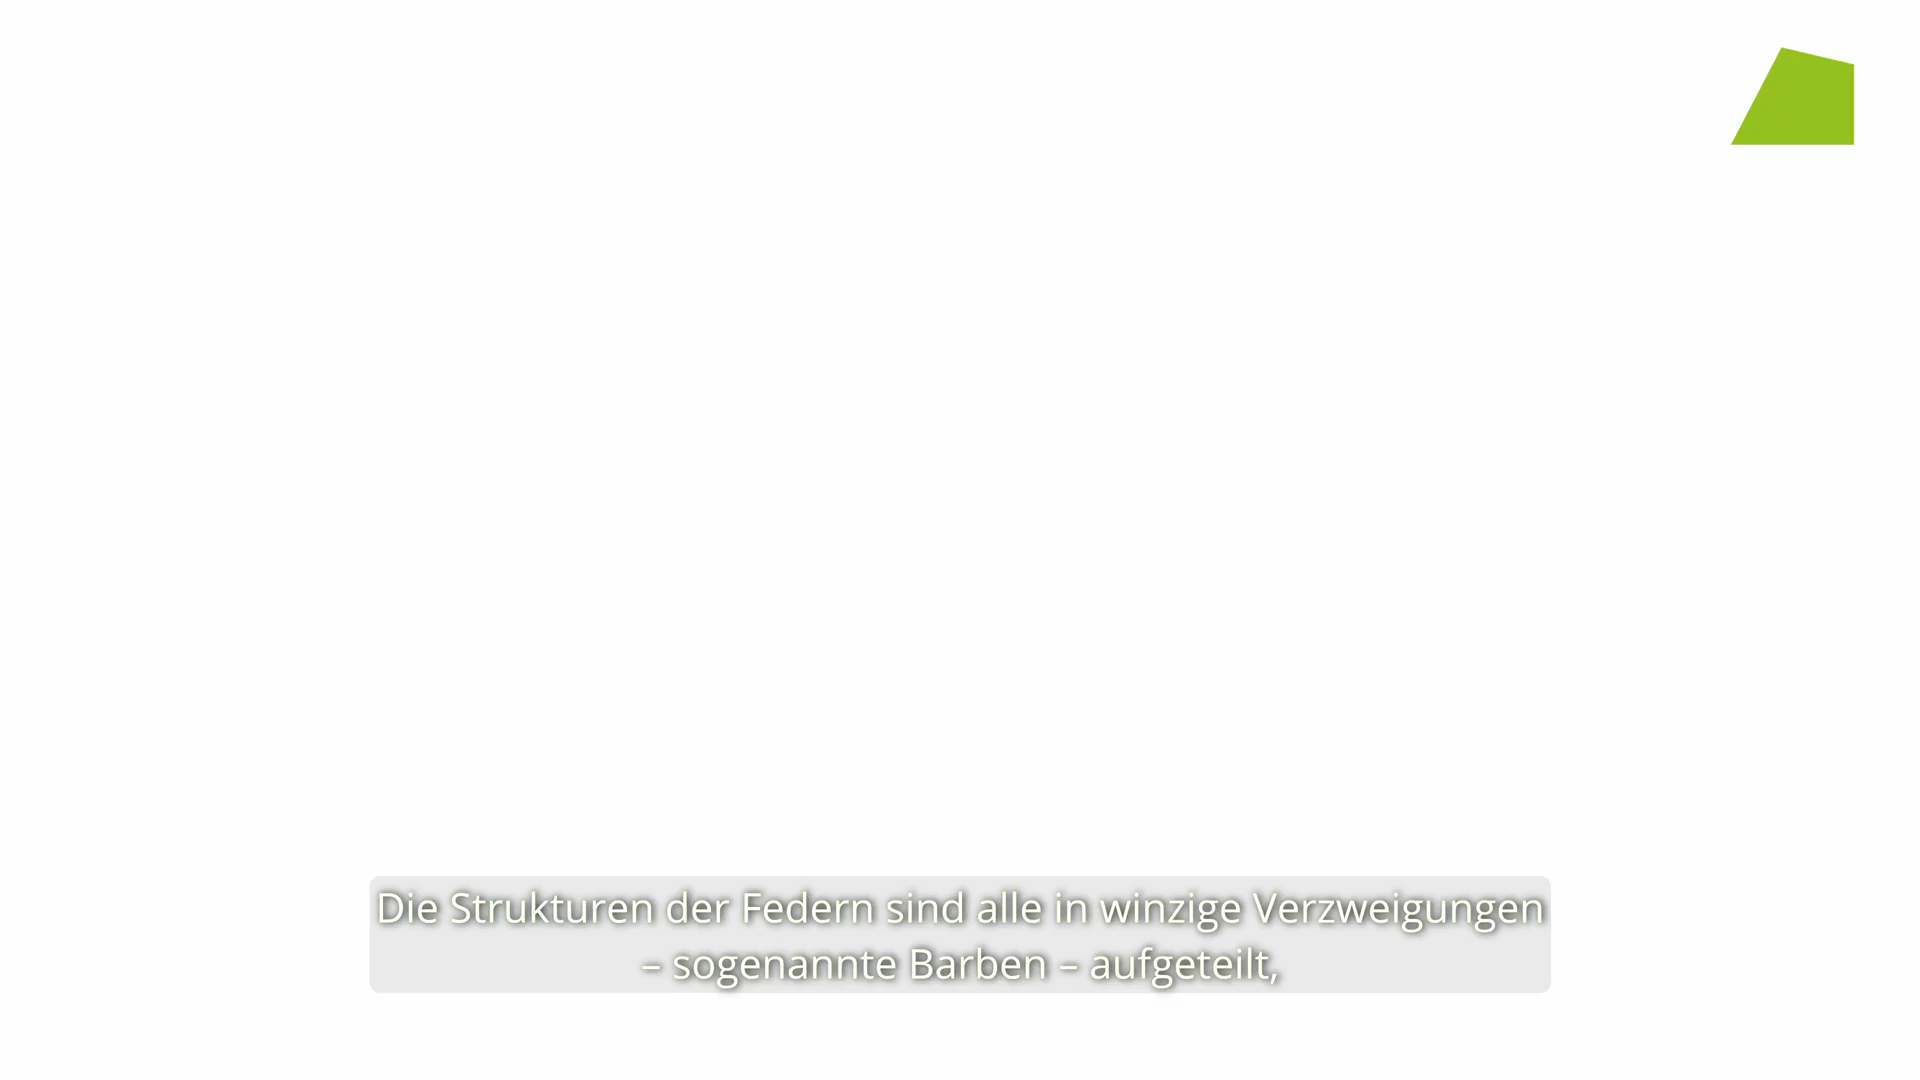 Die Strukturen der Federn sind alle in winzige Verzweigungen
– sogenannte Barben – aufgeteilt,